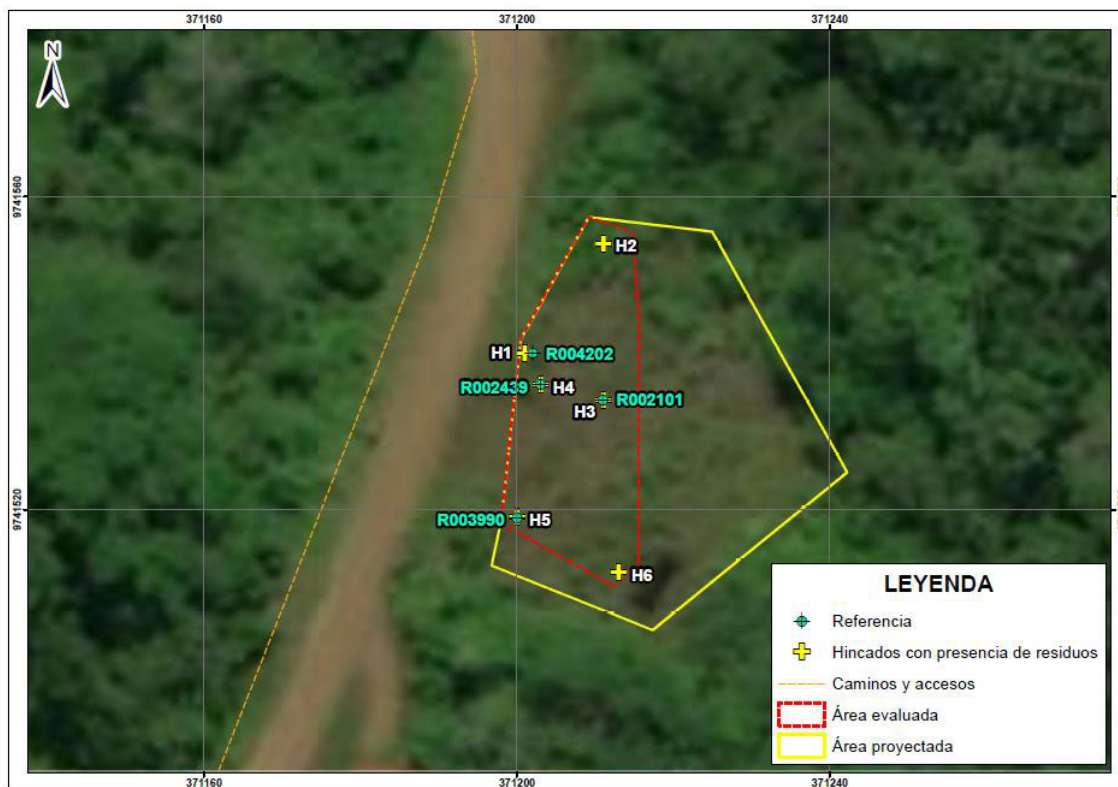 371160 371200 371240
N
9741560
H2
H1 R004202
R002439 H4
R002101
H3
9741520
R003990 H5
H6
LEYENDA
Referencia
Hincados con presencia de residuos
Caminos y accesos
Área evaluada
Área proyectada
371160 371200 371240